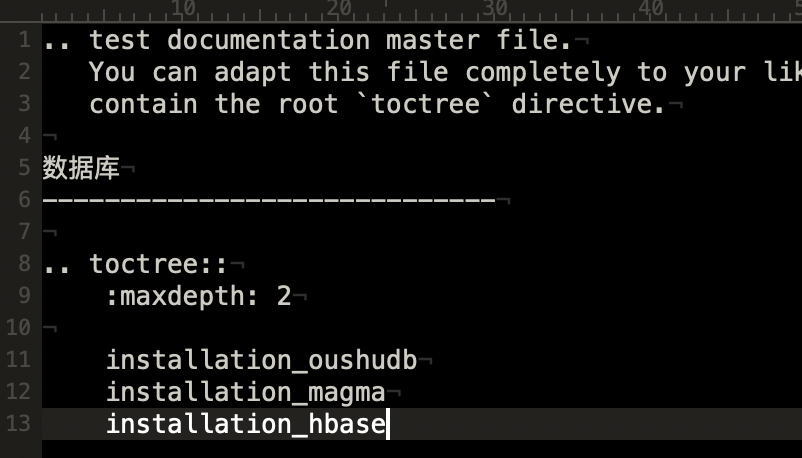 10 20 30 40
1 .. test documentation master file.¬
2    You can adapt this file completely to your
3    contain the root `toctree` directive.¬
4 ¬
5 数据库¬
6 -----------------------------¬
7 ¬
8 .. toctree::¬
9     :maxdepth: 2¬
10 ¬
11     installation_oushudb¬
12     installation_magma¬
13     installation_hbase